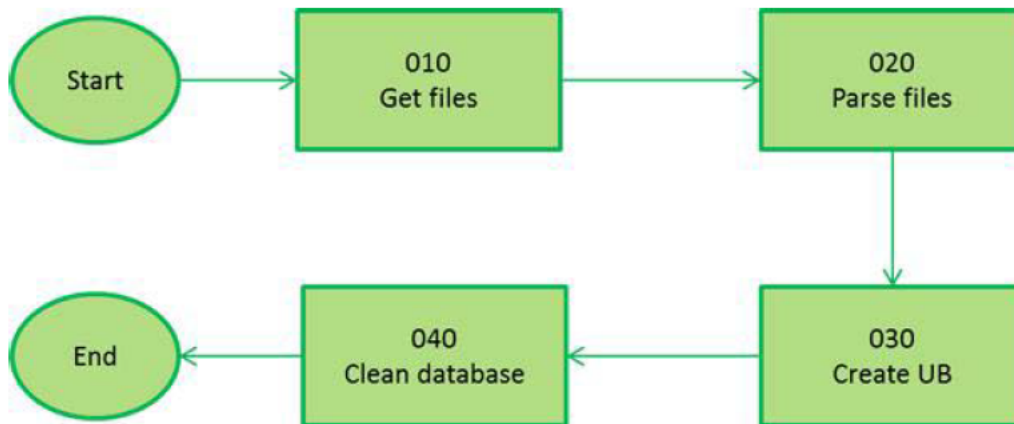 Start
010
Get files
020
Parse files
030
Create UB
040
Clean database
End